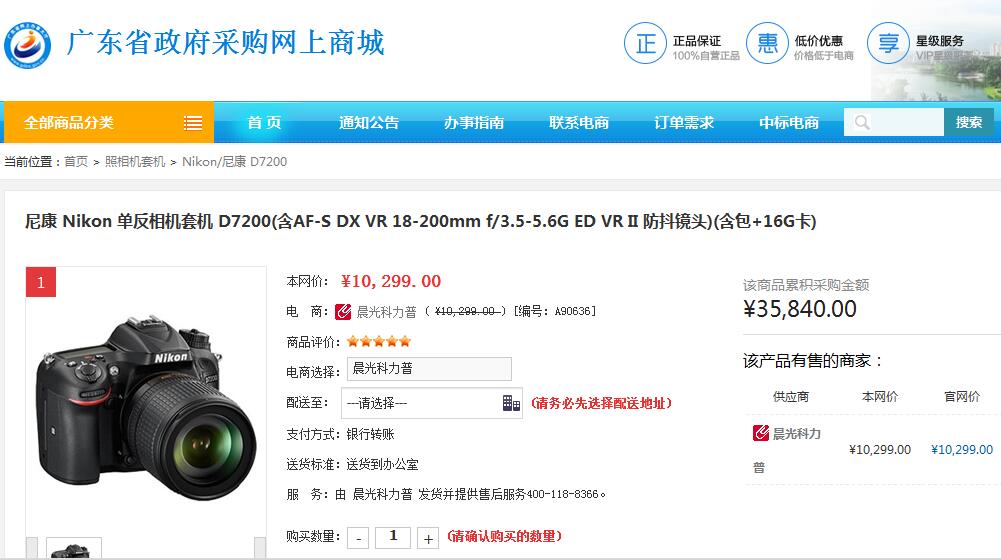 广东省政府采购网上商城
正 正品保证 惠 低价优惠 享 星级服务
100%自营正品 价格低于电商 VIP星级服务
全部商品分类 首 页 通知公告 办事指南 联系电商 订单需求 中标电商 搜索
当前位置：首页 > 照相机套机 > Nikon/尼康 D7200
尼康 Nikon 单反相机套机 D7200(含AF-S DX VR 18-200mm f/3.5-5.6G ED VR II 防抖镜头)(含包+16G卡)
1
Nikon
本网价： ¥10,299.00
电 商： 晨光科力普 ( ¥10,299.00 ) [编号：A90636]
商品评价：
电商选择： 晨光科力普
配送至： ---请选择--- (请务必先选择配送地址)
支付方式：银行转账
送货标准：送货到办公室
服 务：由 晨光科力普 发货并提供售后服务400-118-8366。
购买数量： - 1 + (请确认购买的数量)
该商品累积采购金额
¥35,840.00
该产品有售的商家：
供应商 本网价 官网价
晨光科力普 ¥10,299.00 ¥10,299.00